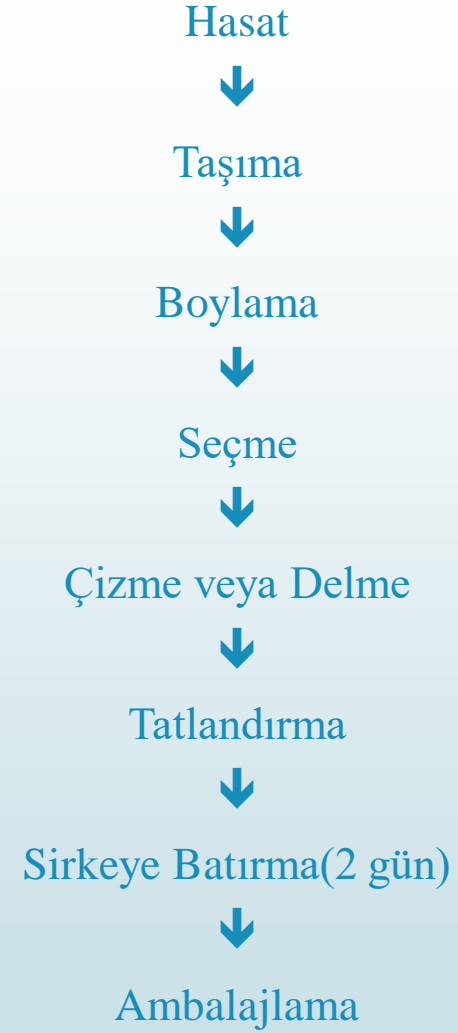 Hasat
🡻
Taşıma
🡻
Boylama
🡻
Seçme
🡻
Çizme veya Delme
🡻
Tatlandırma
🡻
Sirkeye Batırma(2 gün)
🡻
Ambalajlama